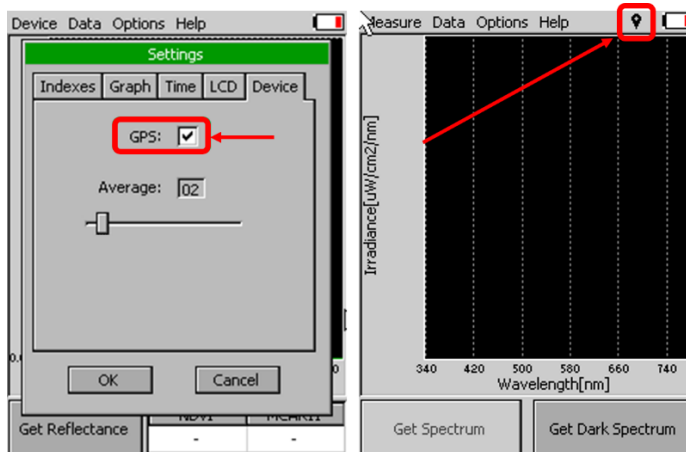 Device Data Options Help
Settings
Indexes Graph Time LCD Device
GPS:
Average: 02
OK Cancel
Get Reflectance
- -
Measure Data Options Help
Irradiance[uW/cm2/nm]
340 420 500 580 660 740
Wavelength[nm]
Get Spectrum Get Dark Spectrum